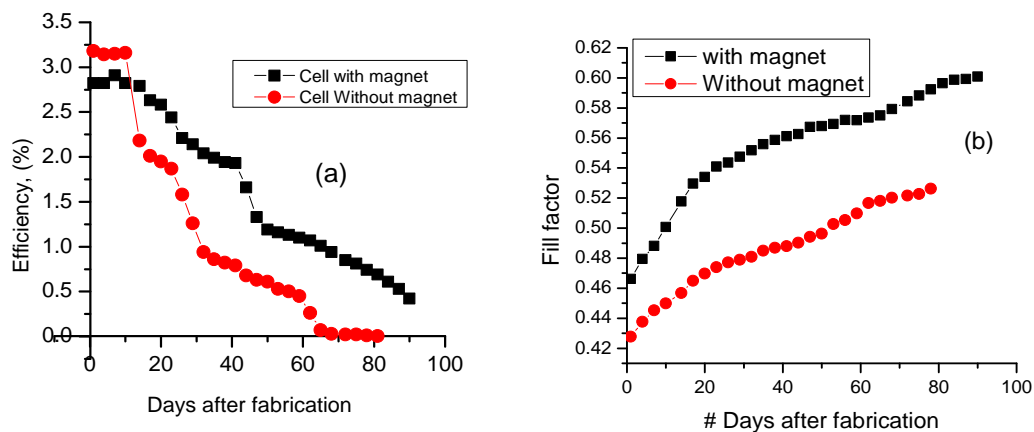 3.5
3.0
2.5
2.0
1.5
1.0
0.5
0.0
0 20 40 60 80 100
Efficiency, (%)
Days after fabrication
Cell with magnet
Cell Without magnet
(a)
0.62
0.60
0.58
0.56
0.54
0.52
0.50
0.48
0.46
0.44
0.42
0 20 40 60 80 100
Fill factor
# Days after fabrication
with magnet
Without magnet
(b)